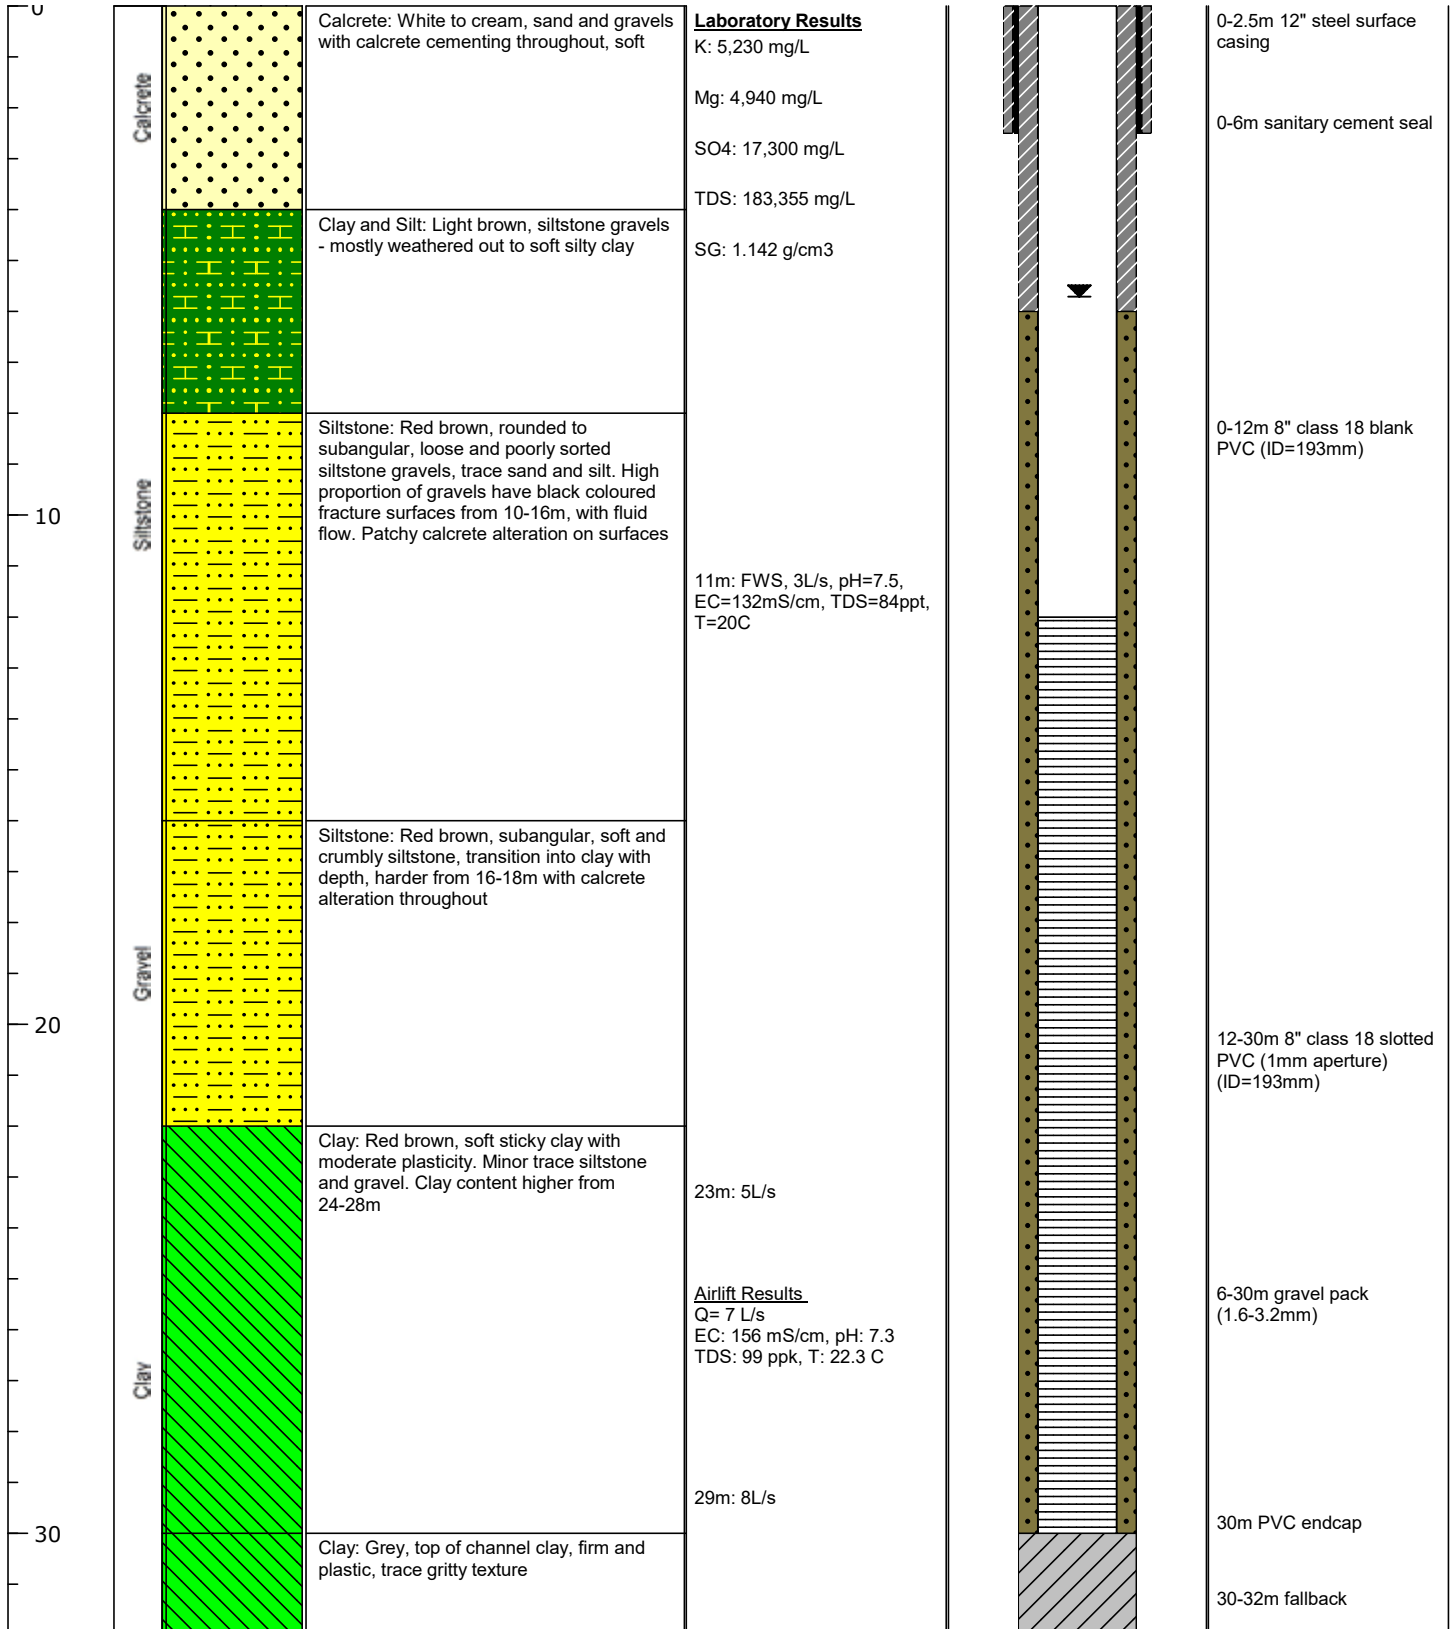 0
10
20
30
Calcrete
Siltstone
Gravel
Clay
Calcrete: White to cream, sand and gravels
with calcrete cementing throughout, soft
Clay and Silt: Light brown, siltstone gravels
- mostly weathered out to soft silty clay
Siltstone: Red brown, rounded to
subangular, loose and poorly sorted
siltstone gravels, trace sand and silt. High
proportion of gravels have black coloured
fracture surfaces from 10-16m, with fluid
flow. Patchy calcrete alteration on surfaces
Siltstone: Red brown, subangular, soft and
crumbly siltstone, transition into clay with
depth, harder from 16-18m with calcrete
alteration throughout
Clay: Red brown, soft sticky clay with
moderate plasticity. Minor trace siltstone
and gravel. Clay content higher from
24-28m
Clay: Grey, top of channel clay, firm and
plastic, trace gritty texture
Laboratory Results
K: 5,230 mg/L
Mg: 4,940 mg/L
SO4: 17,300 mg/L
TDS: 183,355 mg/L
SG: 1.142 g/cm3
11m: FWS, 3L/s, pH=7.5,
EC=132mS/cm, TDS=84ppt,
T=20C
23m: 5L/s
Airlift Results
Q= 7 L/s
EC: 156 mS/cm, pH: 7.3
TDS: 99 ppk, T: 22.3 C
29m: 8L/s
0-2.5m 12" steel surface
casing
0-6m sanitary cement seal
0-12m 8" class 18 blank
PVC (ID=193mm)
12-30m 8" class 18 slotted
PVC (1mm aperture)
(ID=193mm)
6-30m gravel pack
(1.6-3.2mm)
30m PVC endcap
30-32m fallback